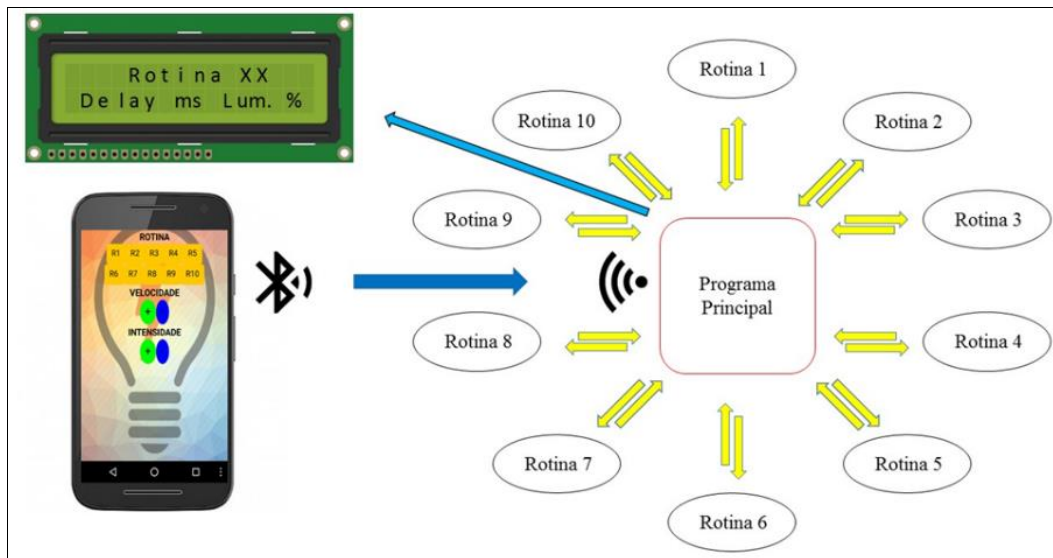 Rotina XX
Delay ms Lum. %
ROTINA
R1 R2 R3 R4 R5
R6 R7 R8 R9 R10
VELOCIDADE
+
INTENSIDADE
+
Rotina 1
Rotina 2
Rotina 3
Rotina 4
Rotina 5
Rotina 6
Rotina 7
Rotina 8
Rotina 9
Rotina 10
Programa
Principal